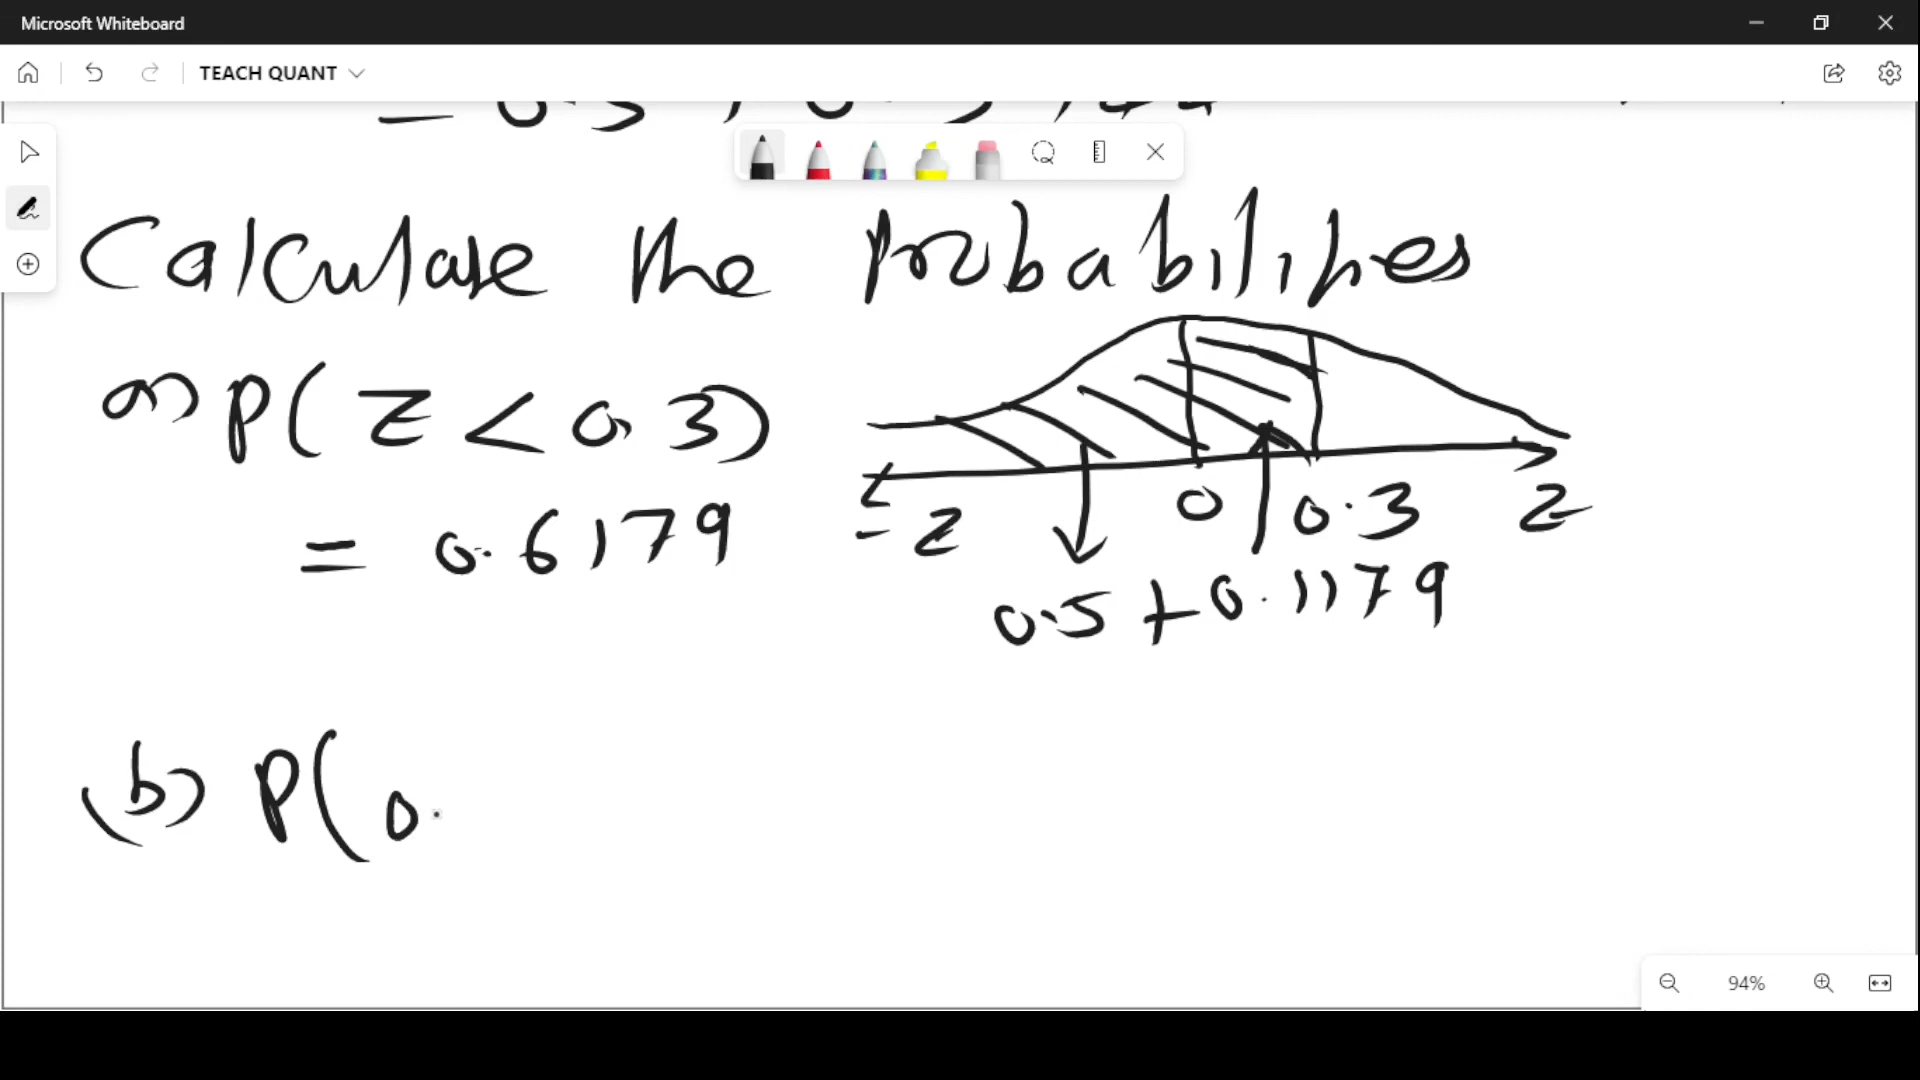 Microsoft Whiteboard
TEACH QUANT
Calculate the Probabilities
a) P(Z < 0.3)
= 0.6179
-Z 0 0.3 Z
0.5 + 0.1179
(b) P(0.
94%